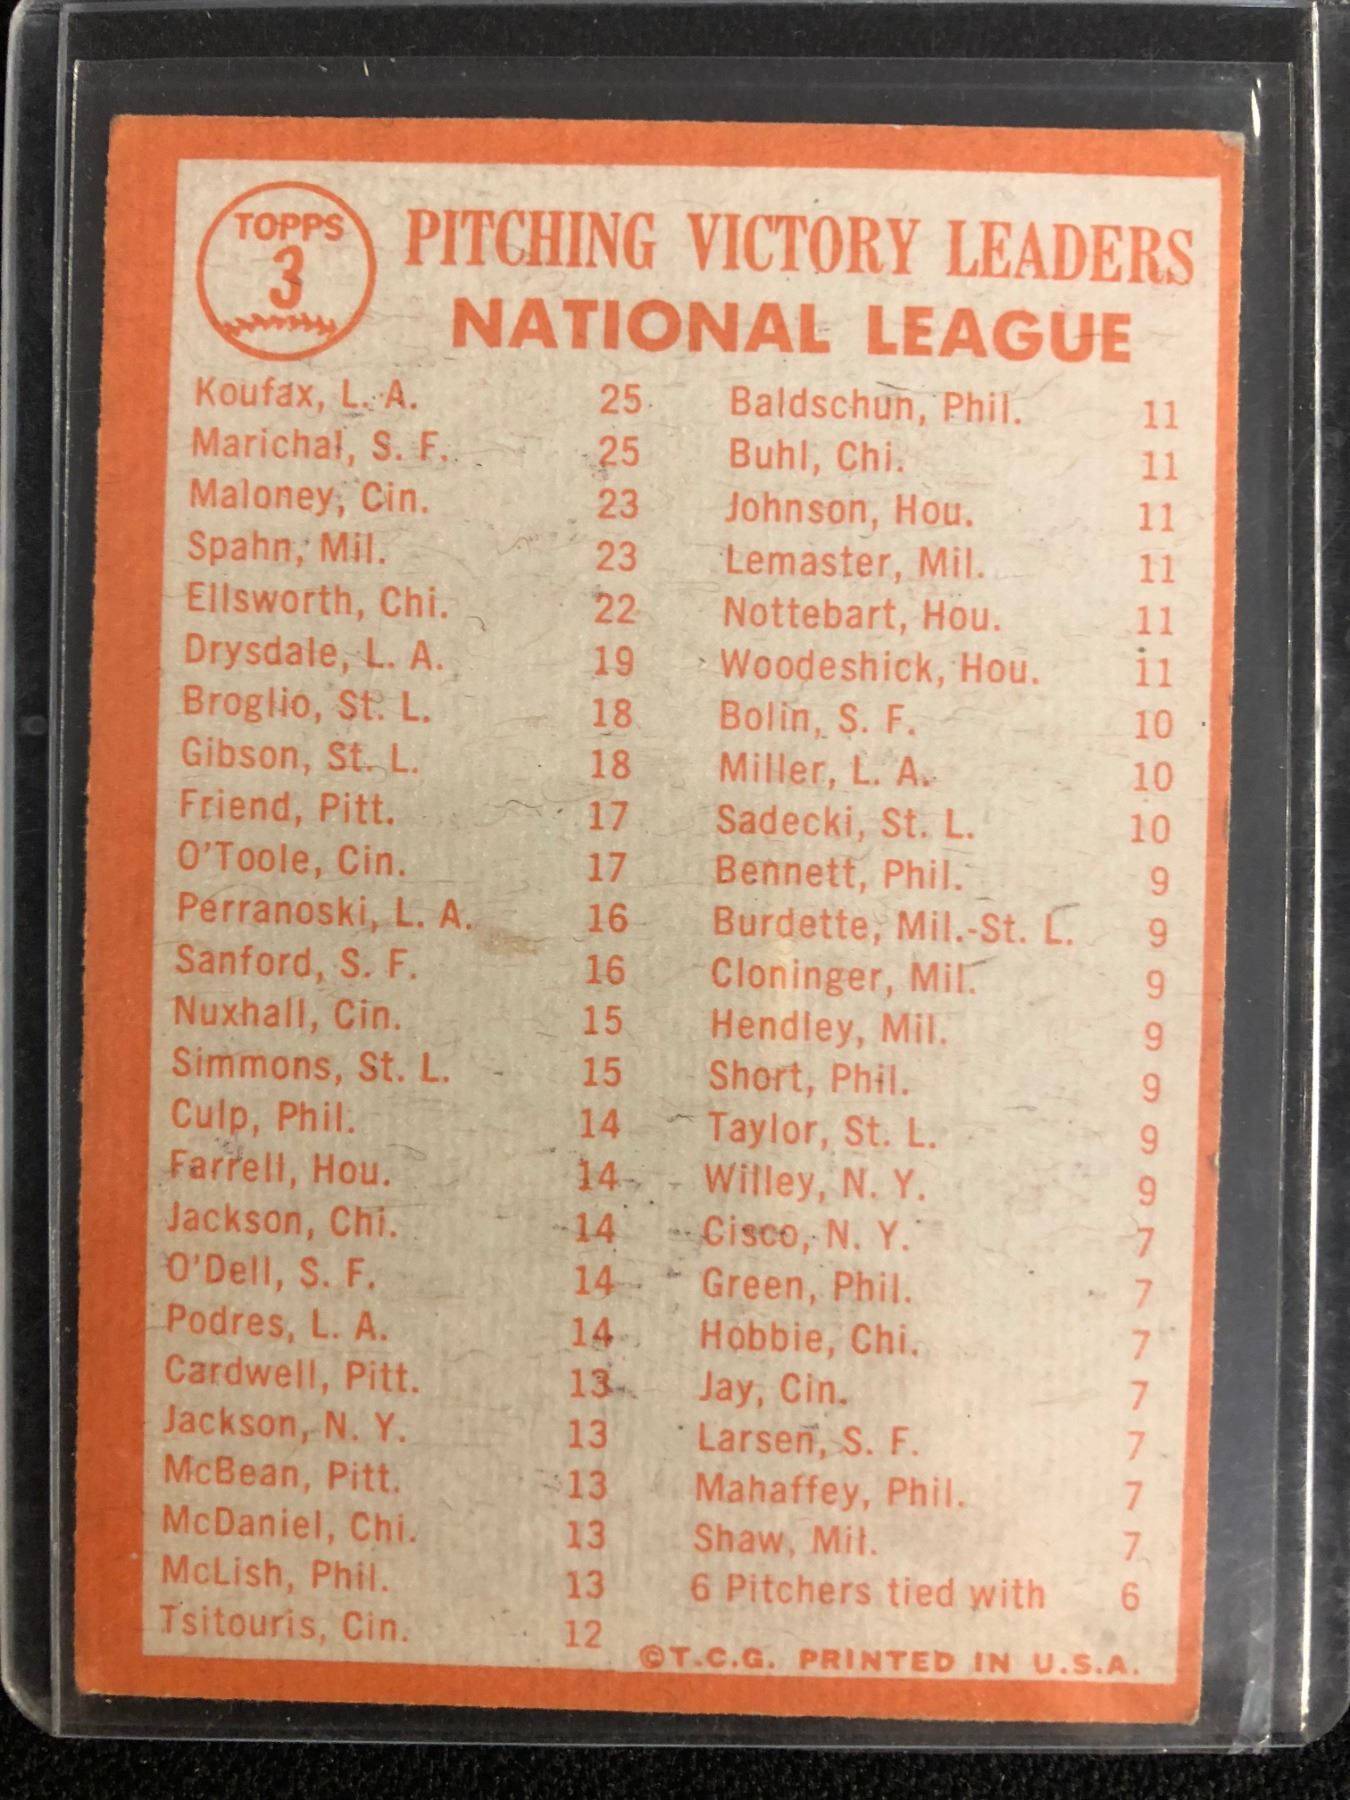 TOPPS
3
PITCHING VICTORY LEADERS
NATIONAL LEAGUE
Koufax, L. A. 25
Marichal, S. F. 25
Maloney, Cin. 23
Spahn, Mil. 23
Ellsworth, Chi. 22
Drysdale, L. A. 19
Broglio, St. L. 18
Gibson, St. L. 18
Friend, Pitt. 17
O'Toole, Cin. 17
Perranoski, L. A. 16
Sanford, S. F. 16
Nuxhall, Cin. 15
Simmons, St. L. 15
Culp, Phil. 14
Farrell, Hou. 14
Jackson, Chi. 14
O'Dell, S. F. 14
Podres, L. A. 14
Cardwell, Pitt. 13
Jackson, N. Y. 13
McBean, Pitt. 13
McDaniel, Chi. 13
McLish, Phil. 13
Tsitouris, Cin. 12
Baldschun, Phil. 11
Buhl, Chi. 11
Johnson, Hou. 11
Lemaster, Mil. 11
Nottebart, Hou. 11
Woodeshick, Hou. 11
Bolin, S. F. 10
Miller, L. A. 10
Sadecki, St. L. 10
Bennett, Phil. 9
Burdette, Mil.-St. L. 9
Cloninger, Mil. 9
Hendley, Mil. 9
Short, Phil. 9
Taylor, St. L. 9
Willey, N. Y. 9
Cisco, N. Y. 7
Green, Phil. 7
Hobbie, Chi. 7
Jay, Cin. 7
Larsen, S. F. 7
Mahaffey, Phil. 7
Shaw, Mil. 7
6 Pitchers tied with 6
©T.C.G. PRINTED IN U.S.A.